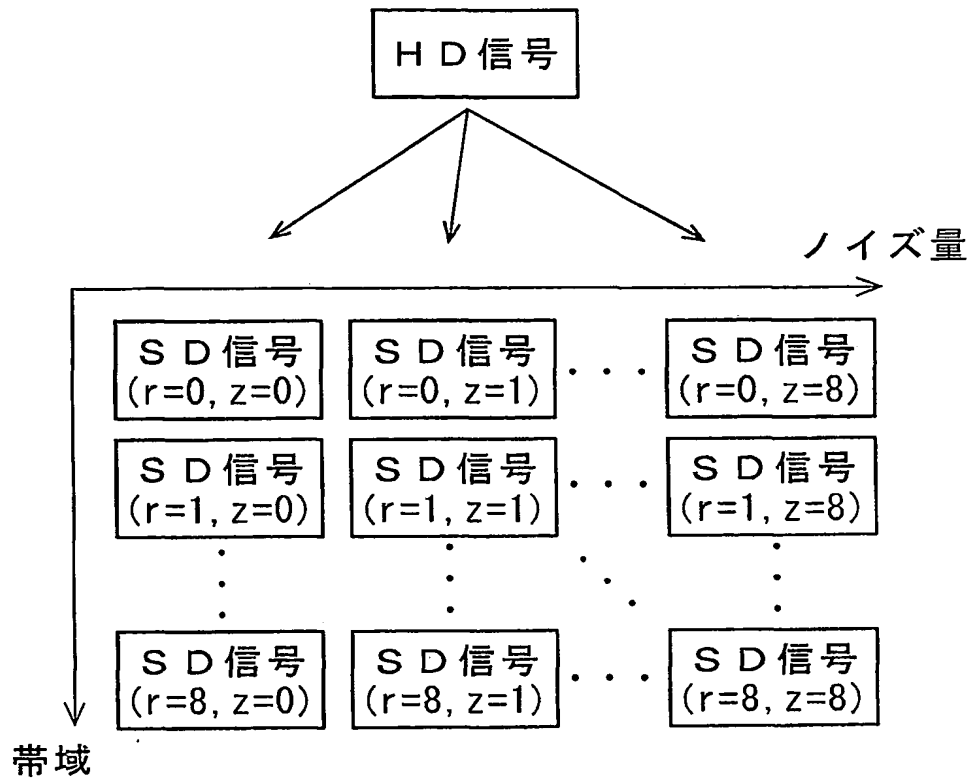 HD信号
ノイズ量
SD信号
(r=0, z=0)
SD信号
(r=0, z=1)
・・・
SD信号
(r=0, z=8)
SD信号
(r=1, z=0)
SD信号
(r=1, z=1)
・・・
SD信号
(r=1, z=8)
SD信号
(r=8, z=0)
SD信号
(r=8, z=1)
・・・
SD信号
(r=8, z=8)
帯域